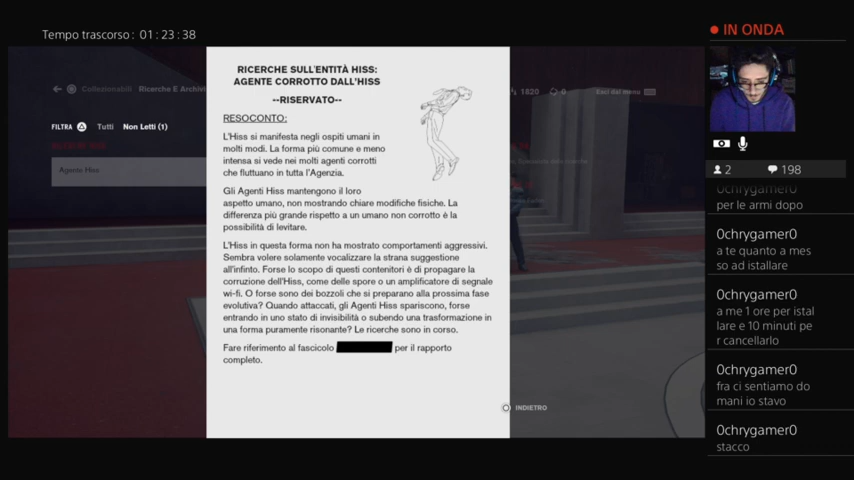 Tempo trascorso: 01:23:38
IN ONDA
RICERCHE SULL'ENTITÀ HISS:
AGENTE CORROTTO DALL'HISS
--RISERVATO--
RESOCONTO:
L'Hiss si manifesta negli ospiti umani in
molti modi. La forma più comune e meno
intensa si vede nei molti agenti corrotti
che fluttuano in tutta l'Agenzia.
Gli Agenti Hiss mantengono il loro
aspetto umano, non mostrando chiare modifiche fisiche. La
differenza più grande rispetto a un umano non corrotto è la
possibilità di levitare.
L'Hiss in questa forma non ha mostrato comportamenti aggressivi.
Sembra volere solamente vocalizzare la strana suggestione
all'infinito. Forse lo scopo di questi contenitori è di propagare la
corruzione dell'Hiss, come delle spore o un amplificatore di segnale
wi-fi. O forse sono dei bozzoli che si preparano alla prossima fase
evolutiva? Quando attaccati, gli Agenti Hiss spariscono, forse
entrando in uno stato di invisibilità o subendo una trasformazione in
una forma puramente risonante? Le ricerche sono in corso.
Fare riferimento al fascicolo per il rapporto
completo.
Collezionabili Ricerche E Archivi
FILTRA Tutti Non Letti (1)
Agente Hiss
1820 0 Esci dal menu
INDIETRO
2 198
0chrygamer0
per le armi dopo
0chrygamer0
a te quanto a mes
so ad istallare
0chrygamer0
a me 1 ore per istal
lare e 10 minuti pe
r cancellarlo
0chrygamer0
fra ci sentiamo do
mani io stavo
0chrygamer0
stacco